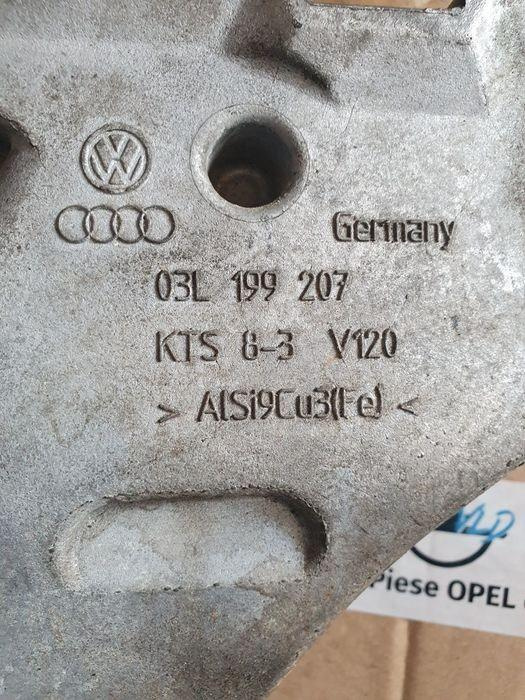 Germany
03L 199 207
KTS 8-3 V120
> AlSi9Cu3(Fe) <
Piese OPEL